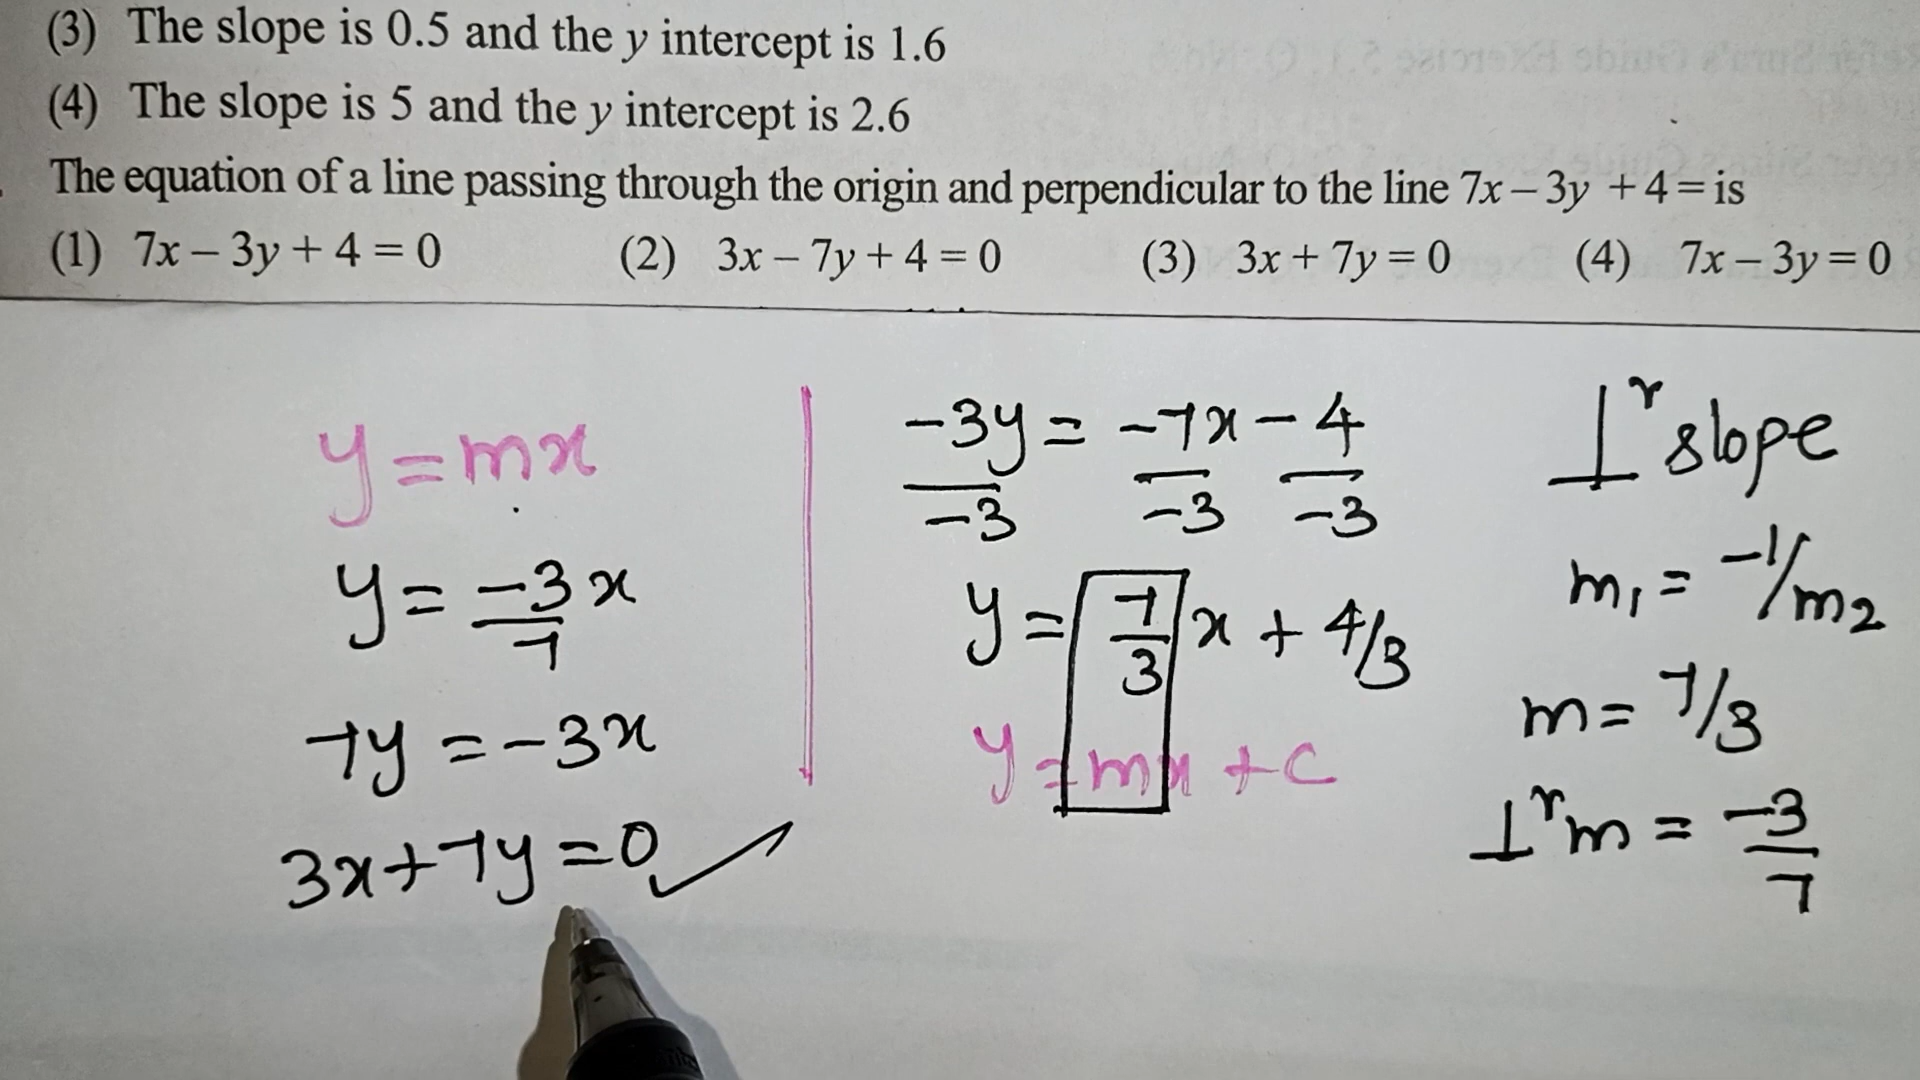 (3) The slope is 0.5 and the y intercept is 1.6
(4) The slope is 5 and the y intercept is 2.6
The equation of a line passing through the origin and perpendicular to the line 7x – 3y + 4 = is
(1) 7x – 3y + 4 = 0 (2) 3x – 7y + 4 = 0 (3) 3x + 7y = 0 (4) 7x – 3y = 0
y = mx
y = -3/7 x
7y = -3x
3x + 7y = 0
-3y/-3 = -7x/-3 - 4/-3
y = 7/3 x + 4/3
y = mx + c
⊥r slope
m1 = -1/m2
m = 7/3
⊥r m = -3/7